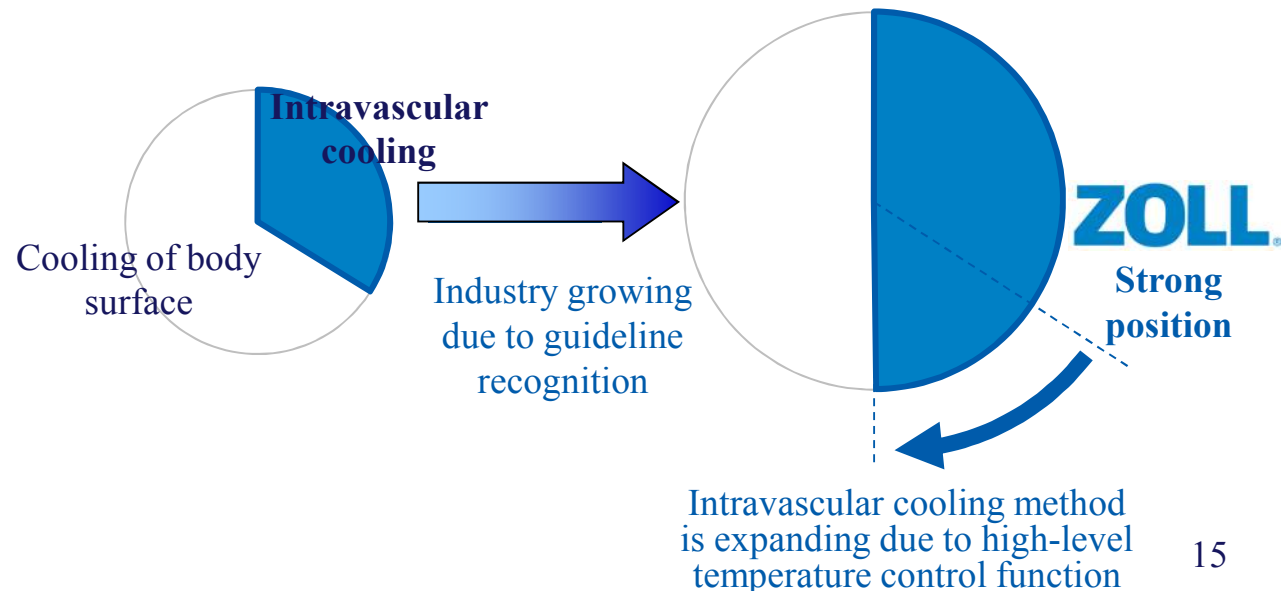 Intravascular
cooling
Cooling of body
surface
Industry growing
due to guideline
recognition
ZOLL®
Strong
position
Intravascular cooling method
is expanding due to high-level
temperature control function
15